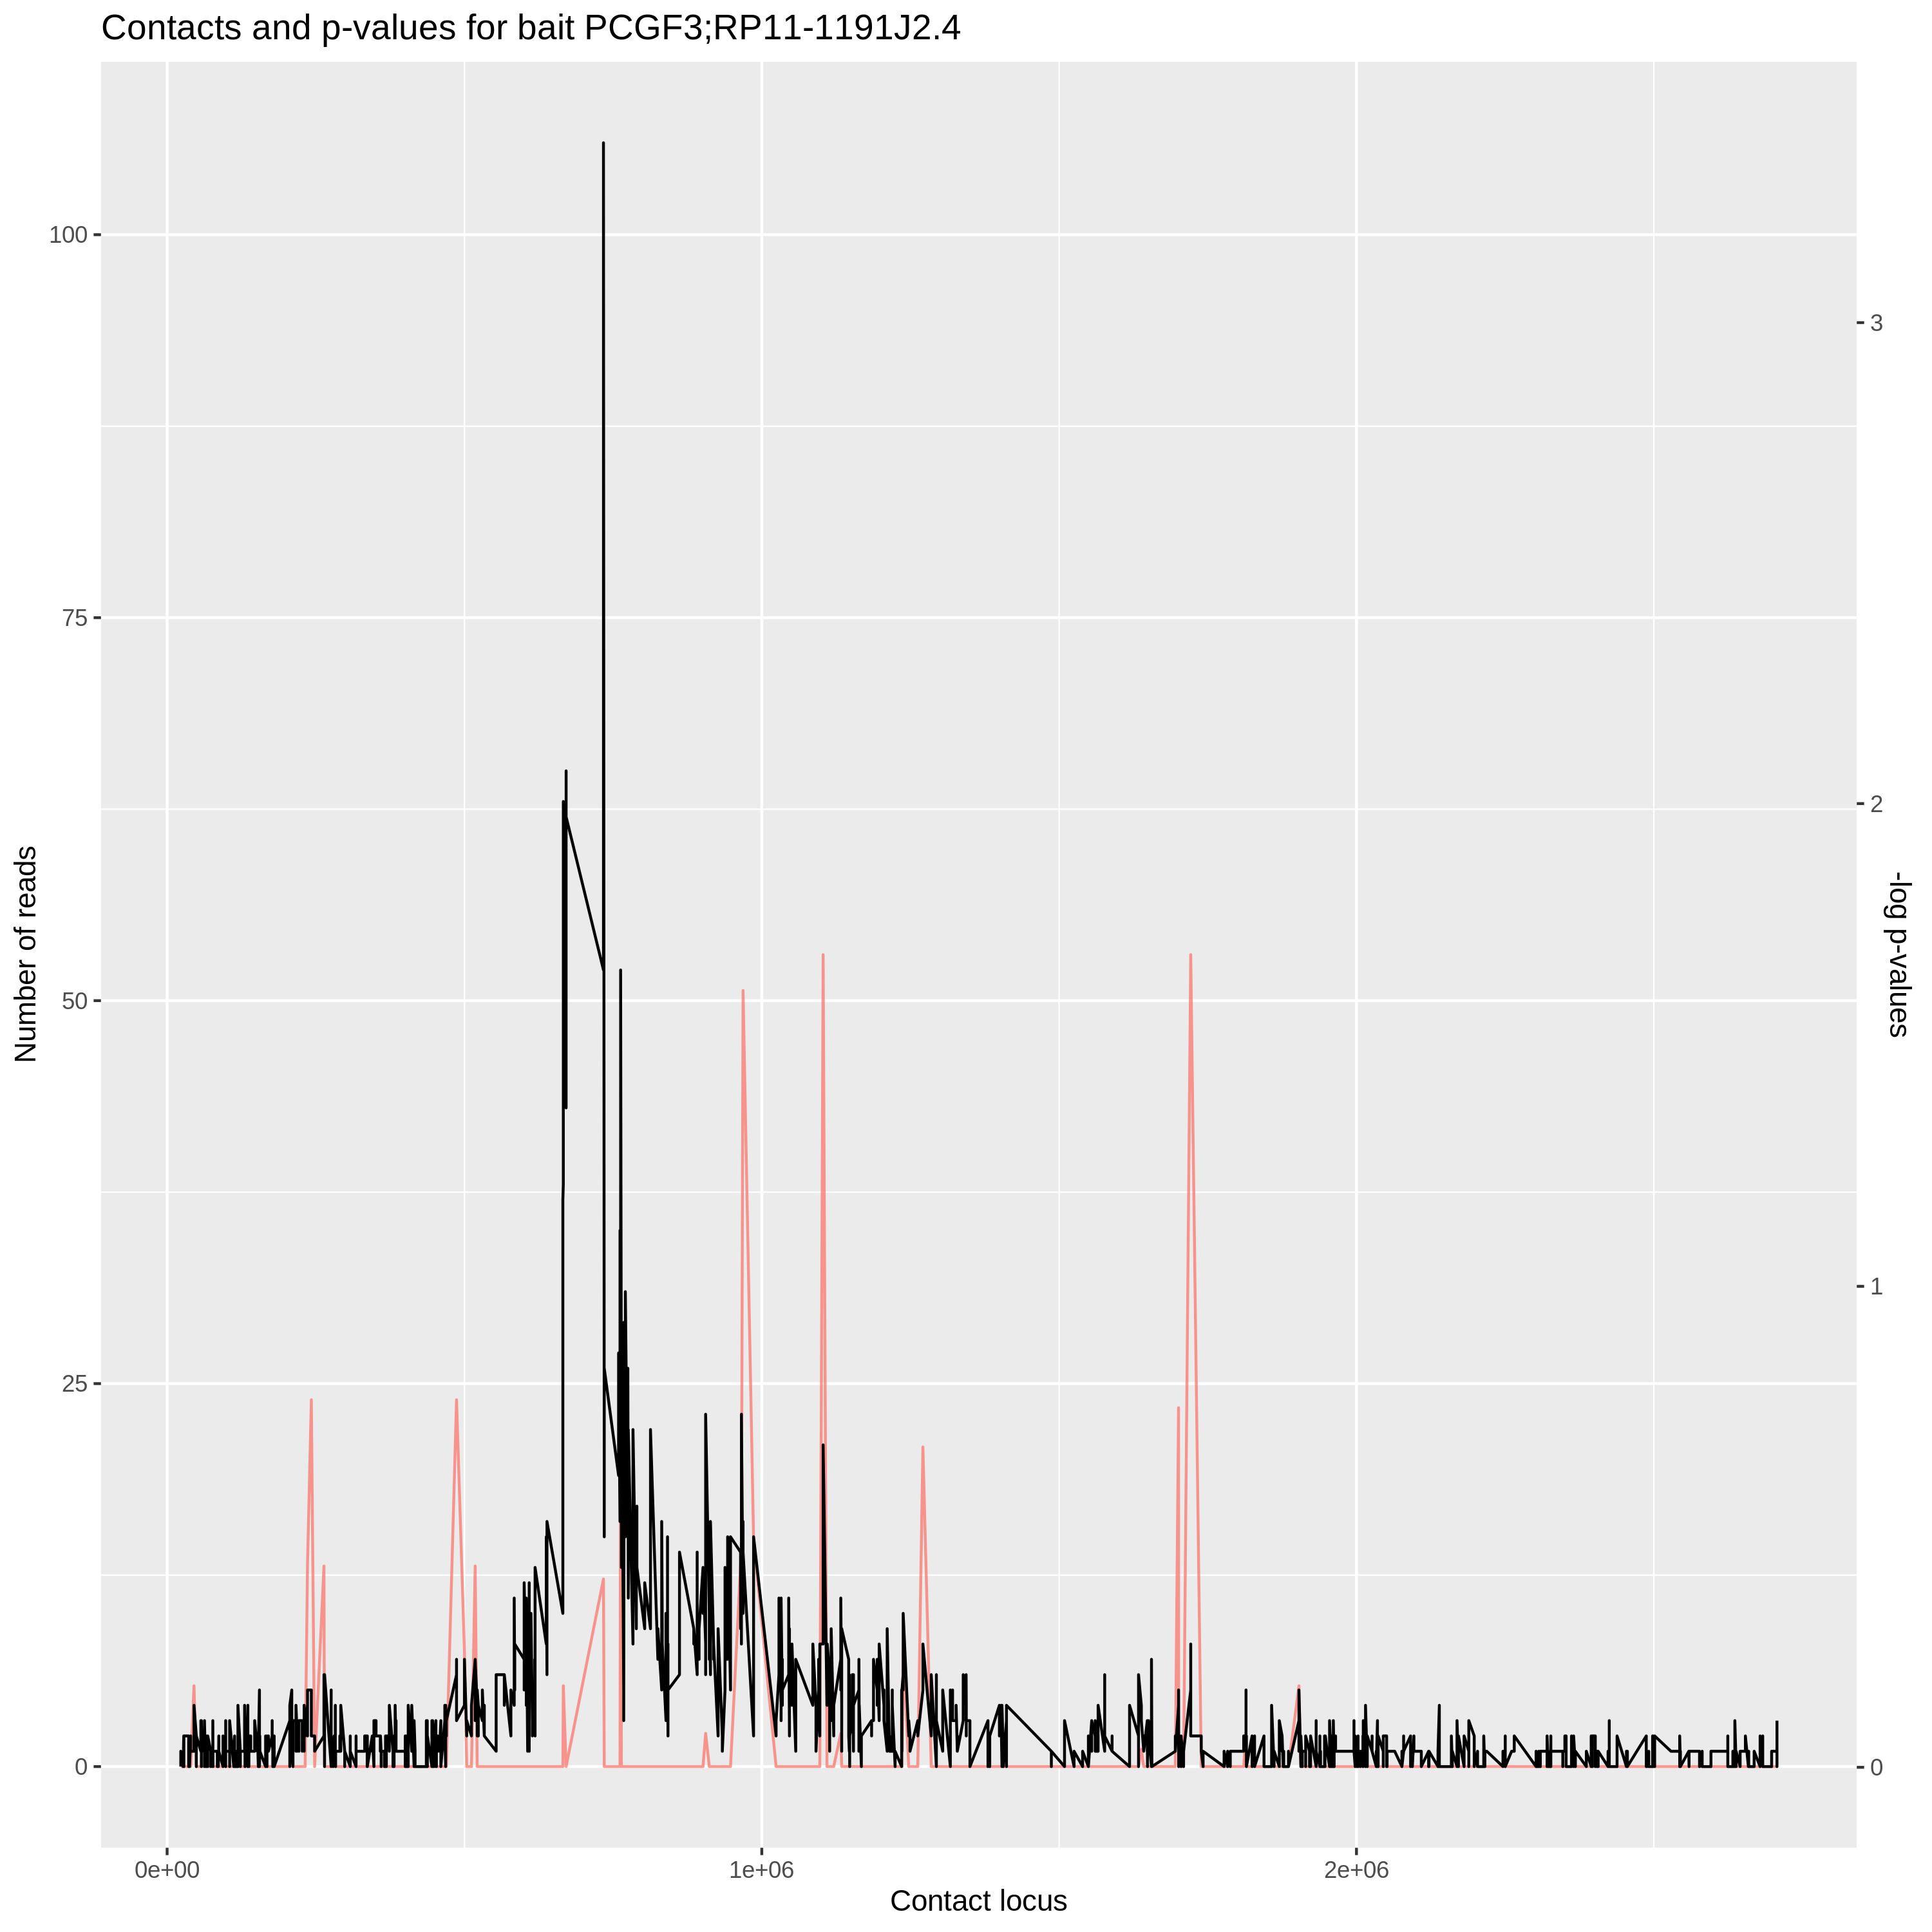 Contacts and p-values for bait PCGF3;RP11-1191J2.4
Number of reads
100
75
50
25
0
3
2
1
0
-log p-values
0e+00 1e+06 2e+06
Contact locus